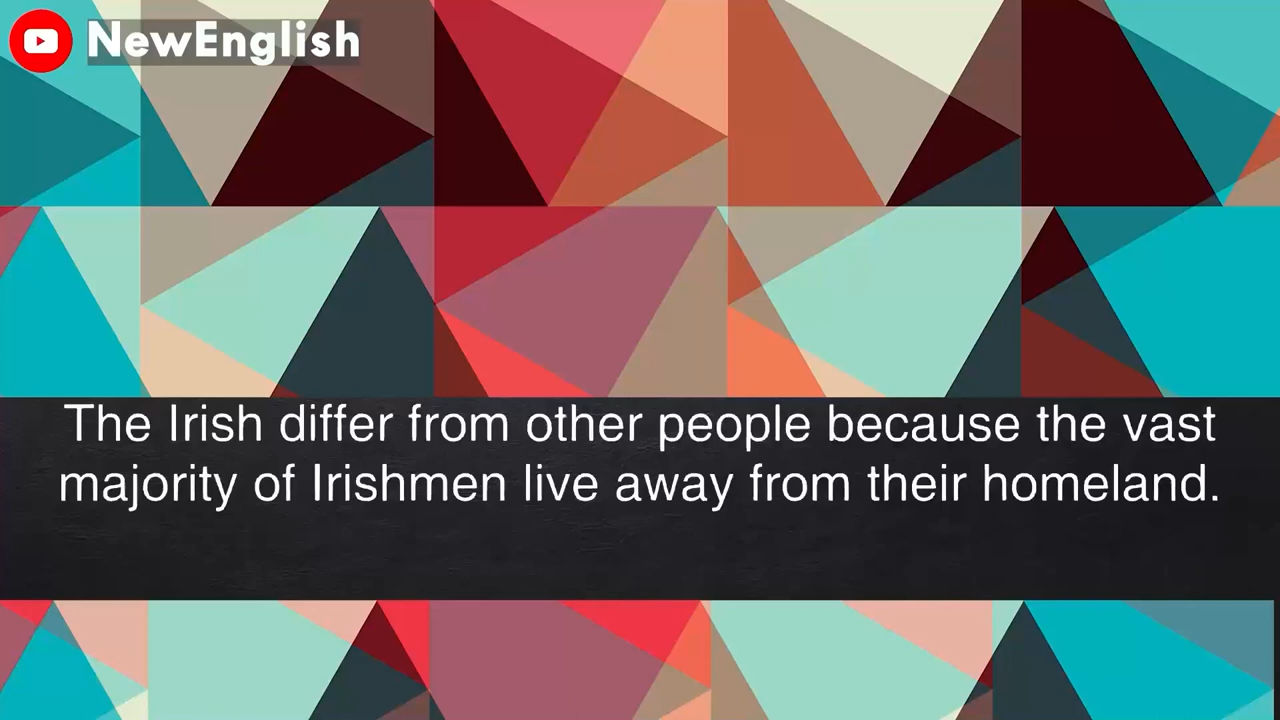 NewEnglish
The Irish differ from other people because the vast
majority of Irishmen live away from their homeland.